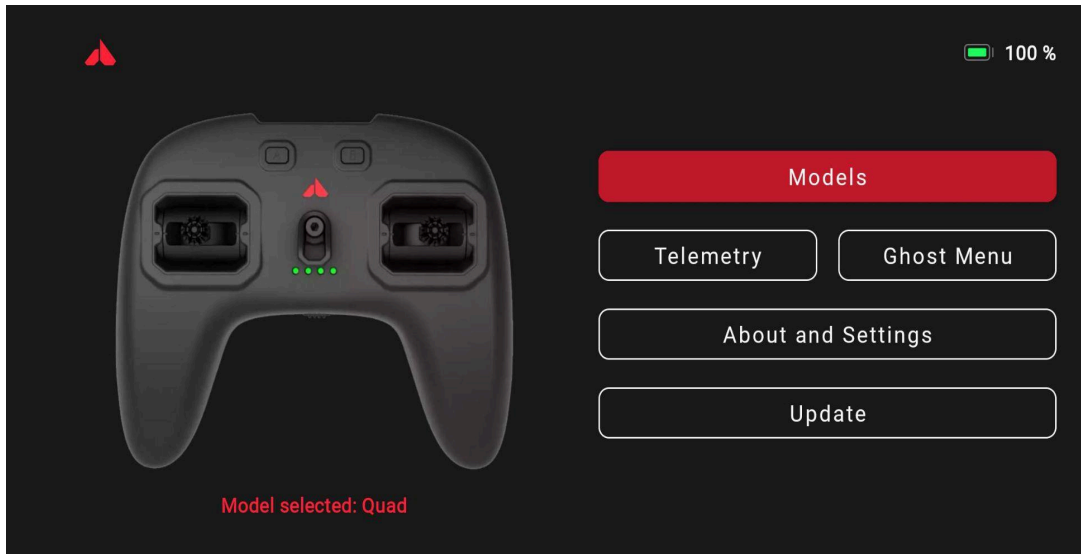 100 %
Models
Telemetry
Ghost Menu
About and Settings
Update
Model selected: Quad